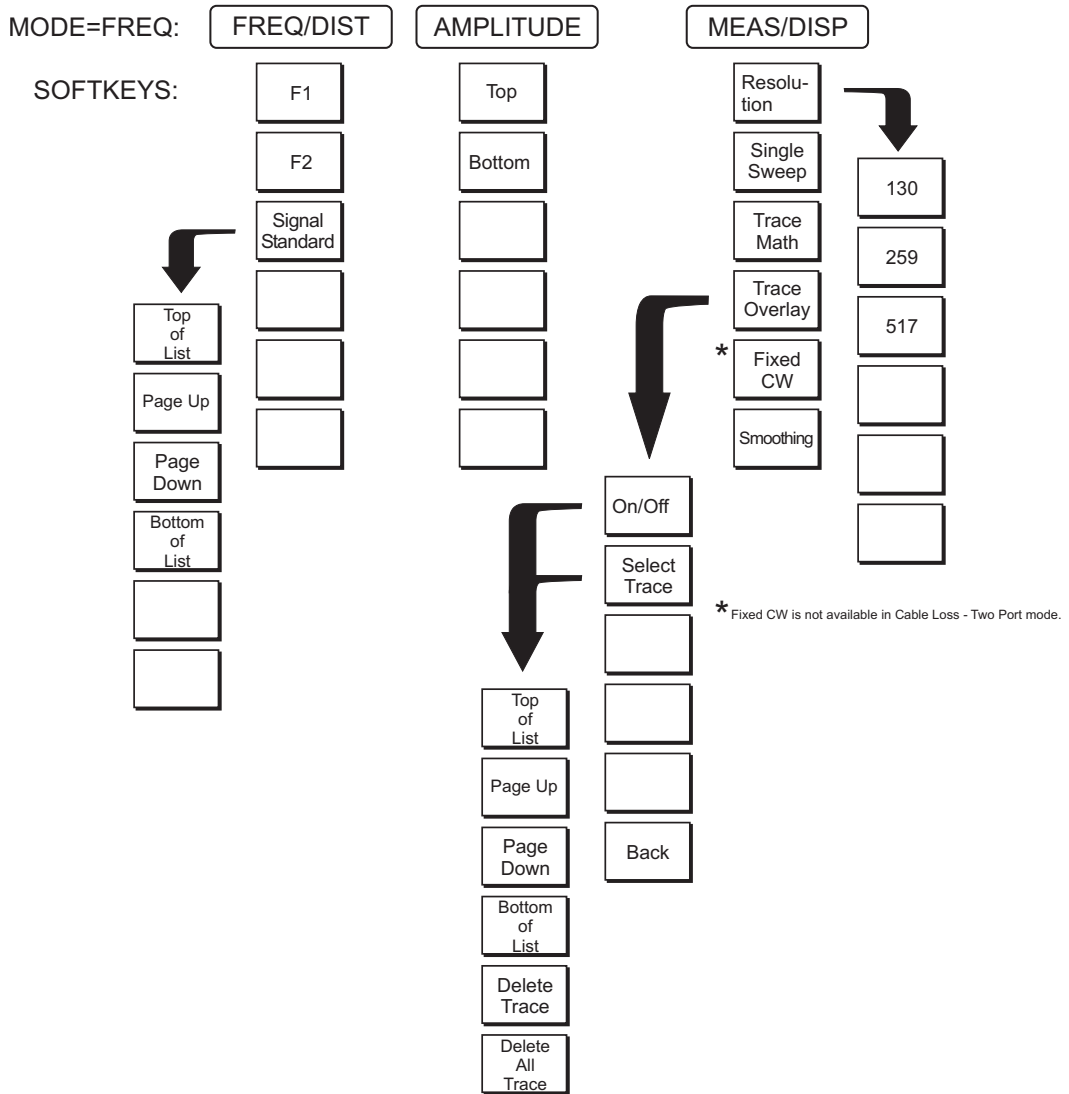 MODE=FREQ:
FREQ/DIST
AMPLITUDE
MEAS/DISP
SOFTKEYS:
F1
F2
Signal
Standard
Top
of
List
Page Up
Page
Down
Bottom
of
List
Top
Bottom
Resolu-
tion
Single
Sweep
Trace
Math
Trace
Overlay
* Fixed
CW
Smoothing
130
259
517
On/Off
Select
Trace
Back
Top
of
List
Page Up
Page
Down
Bottom
of
List
Delete
Trace
Delete
All
Trace
* Fixed CW is not available in Cable Loss - Two Port mode.